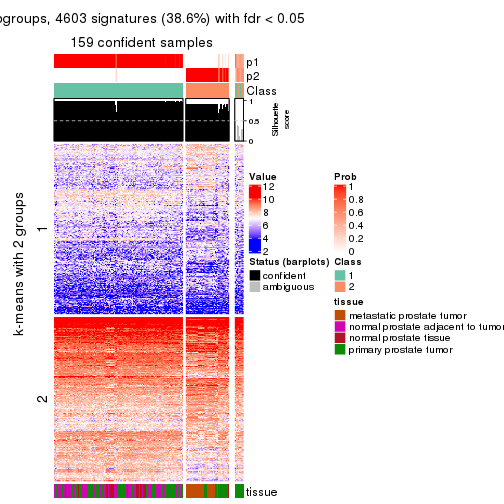 ogroups, 4603 signatures (38.6%) with fdr < 0.05
159 confident samples
p1
p2
Class
1
0.5
0
Silhouette
score
k-means with 2 groups
1
2
Value
12
10
8
6
4
2
Prob
1
0.8
0.6
0.4
0.2
0
Status (barplots)
confident
ambiguous
Class
1
2
tissue
metastatic prostate tumor
normal prostate adjacent to tumor
normal prostate tissue
primary prostate tumor
tissue